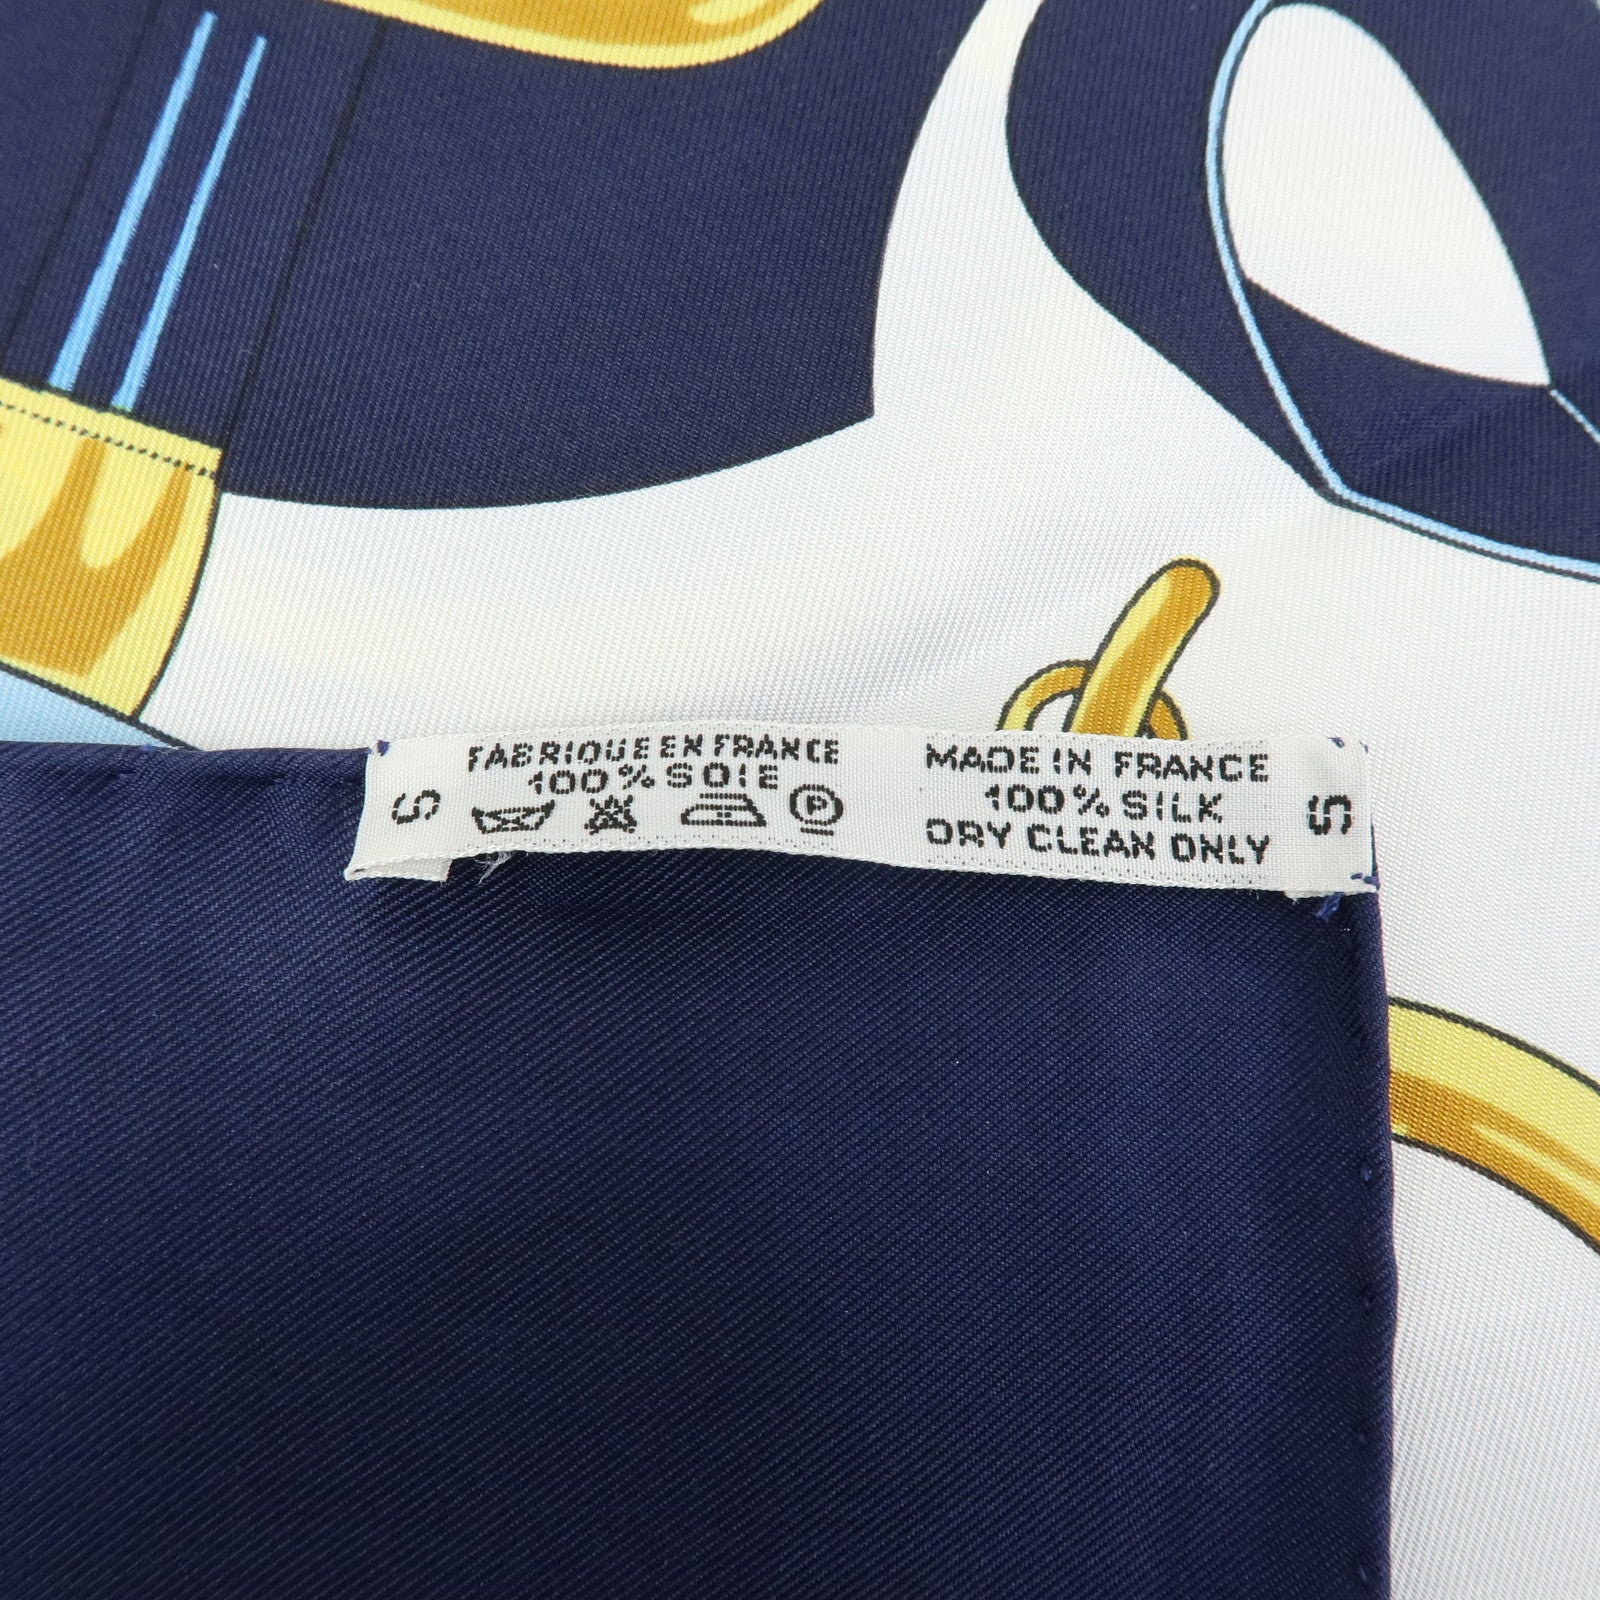 S
FABRIQUE EN FRANCE
100% SOIE
P
MADE IN FRANCE
100% SILK
DRY CLEAN ONLY
S